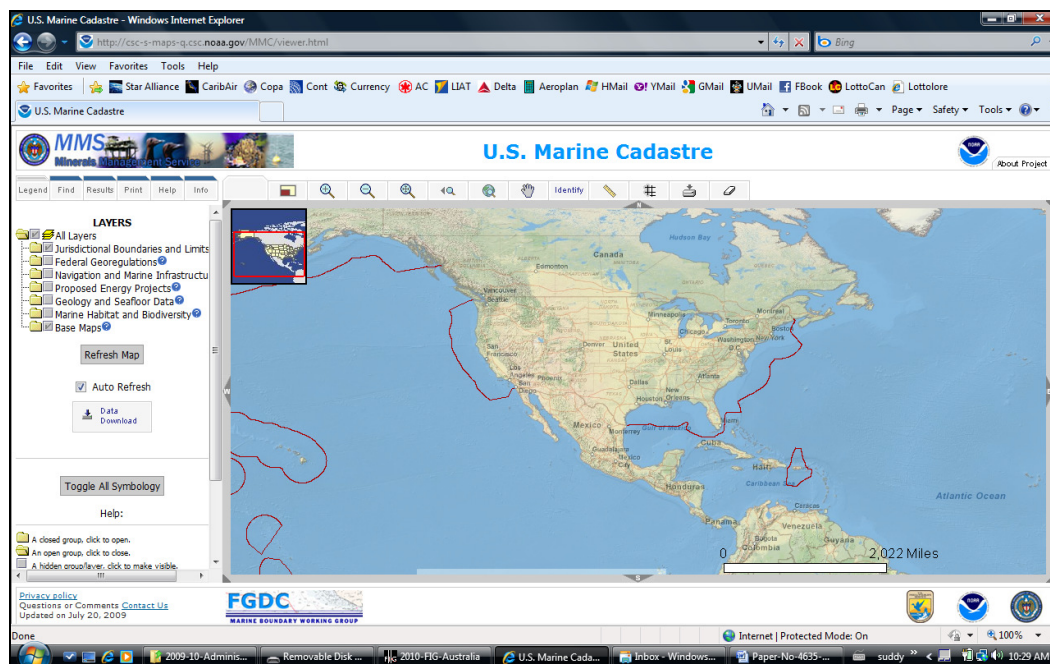 U.S. Marine Cadastre - Windows Internet Explorer
http://csc-s-maps-q.csc.noaa.gov/MMC/viewer.html
Bing
File Edit View Favorites Tools Help
Favorites Star Alliance CaribAir Copa Cont Currency AC LIAT Delta Aeroplan HMail YMail GMail UMail FBook LottoCan Lottolore
U.S. Marine Cadastre
Page Safety Tools
MMS
Minerals Management Service
U.S. Marine Cadastre
About Project
Legend Find Results Print Help Info
Identify
LAYERS
All Layers
Jurisdictional Boundaries and Limits
Federal Georegulations
Navigation and Marine Infrastructu
Proposed Energy Projects
Geology and Seafloor Data
Marine Habitat and Biodiversity
Base Maps
Refresh Map
Auto Refresh
Data
Download
Toggle All Symbology
Help:
A closed group, click to open.
An open group, click to close.
A hidden group/layer, click to make visible.
N
Hudson Bay
Canada
Edmonton
Vancouver
Seattle
Minneapolis
Montreal
Toronto
Boston
Chicago
New York
Washington D.C.
San Francisco
Denver
United States
St. Louis
Los Angeles
Phoenix
San Diego
Dallas
Atlanta
Houston
New Orleans
Miami
Mexico
Monterrey
Gulf of Mexico
Cuba
Guadalajara
Mexico City
Haiti
Honduran
Caribbean Sea
Atlantic Ocean
Caracas
Panama
Venezuela
Bogota
Guyana
Colombia
0 2,022 Miles
W
E
S
Privacy policy
Questions or Comments Contact Us
Updated on July 20, 2009
FGDC
MARINE BOUNDARY WORKING GROUP
Done
Internet | Protected Mode: On
100%
2009-10-Adminis...
Removable Disk ...
2010-FIG-Australia
U.S. Marine Cada...
Inbox - Windows...
Paper-No-4635-...
suddy
10:29 AM